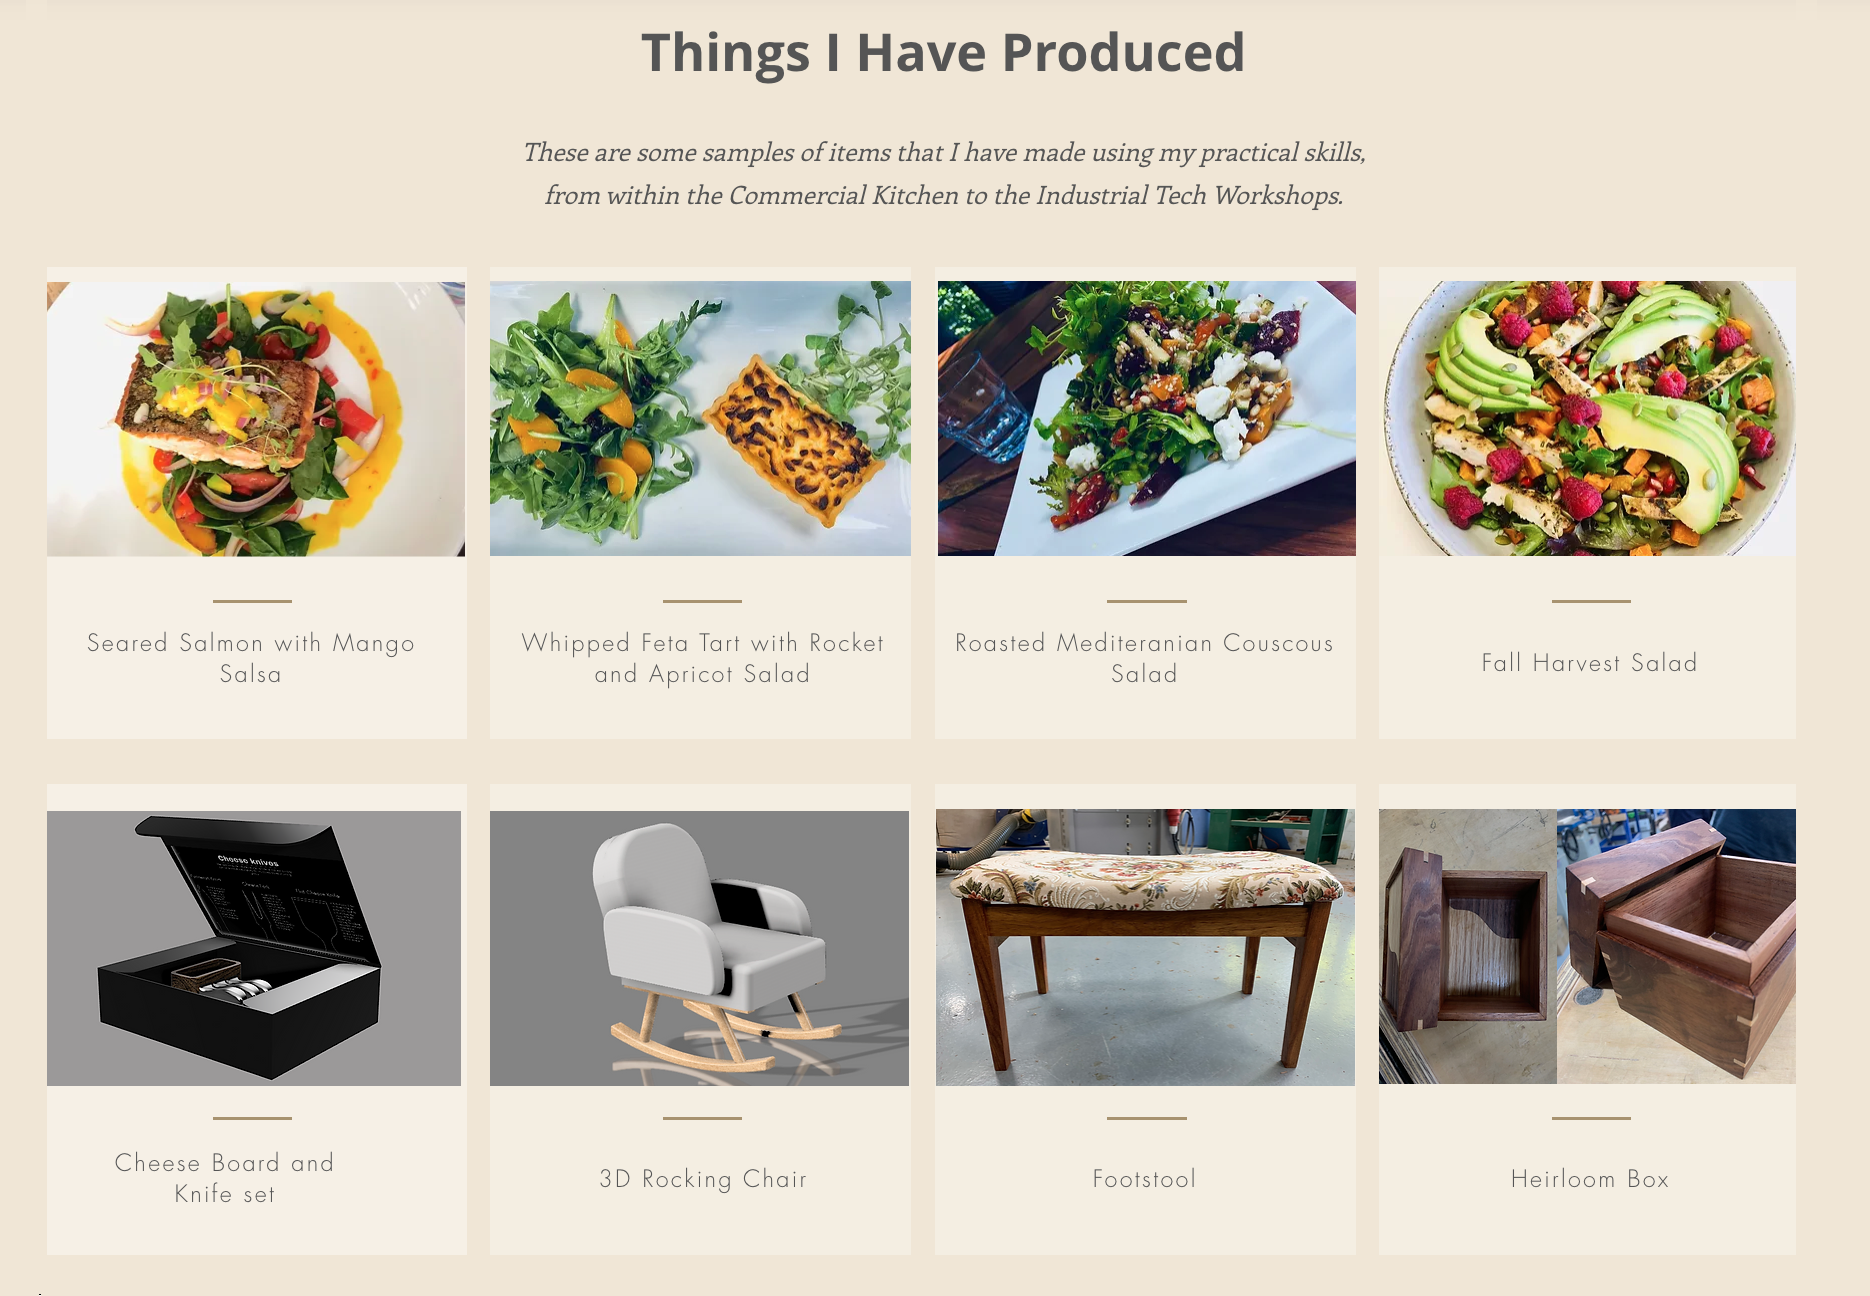 Things I Have Produced
These are some samples of items that I have made using my practical skills,
from within the Commercial Kitchen to the Industrial Tech Workshops.
Seared Salmon with Mango
Salsa
Whipped Feta Tart with Rocket
and Apricot Salad
Roasted Mediteranian Couscous
Salad
Fall Harvest Salad
Cheese knives
Cheese Board and
Knife set
3D Rocking Chair
Footstool
Heirloom Box